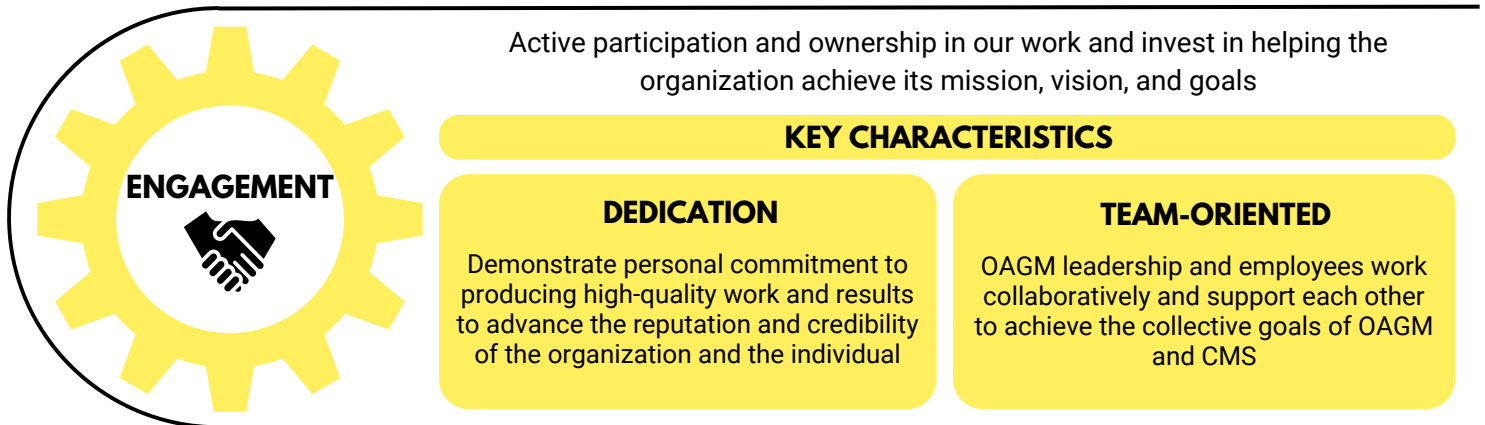 Active participation and ownership in our work and invest in helping the
organization achieve its mission, vision, and goals
ENGAGEMENT
KEY CHARACTERISTICS
DEDICATION
Demonstrate personal commitment to
producing high-quality work and results
to advance the reputation and credibility
of the organization and the individual
TEAM-ORIENTED
OAGM leadership and employees work
collaboratively and support each other
to achieve the collective goals of OAGM
and CMS